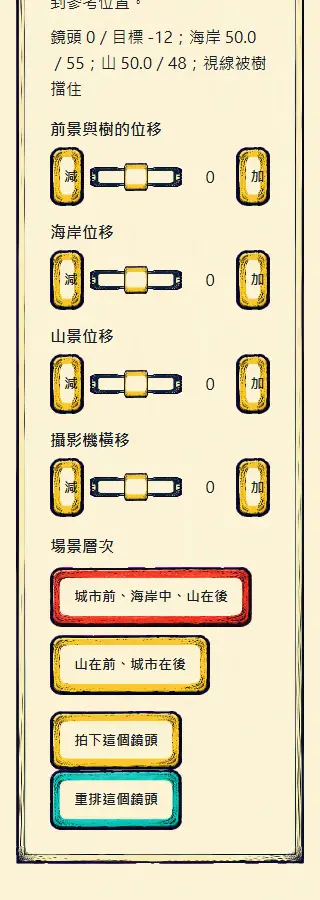 到參考位置。
鏡頭 0 / 目標 -12；海岸 50.0
/ 55；山 50.0 / 48；視線被樹
擋住
前景與樹的位移
減 0 加
海岸位移
減 0 加
山景位移
減 0 加
攝影機橫移
減 0 加
場景層次
城市前、海岸中、山在後
山在前、城市在後
拍下這個鏡頭
重排這個鏡頭